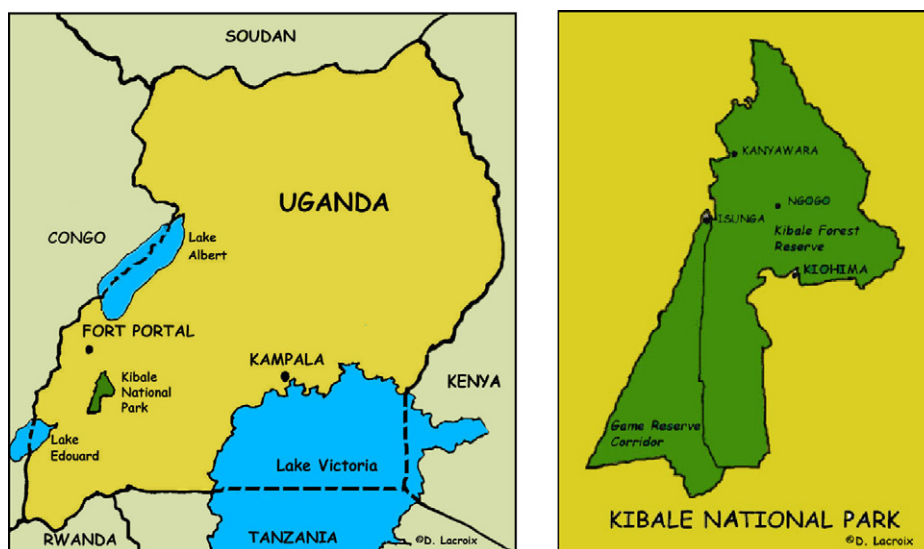 SOUDAN
UGANDA
CONGO
Lake
Albert
FORT PORTAL
KAMPALA
KENYA
Kibale
National
Park
Lake
Edouard
Lake Victoria
RWANDA
TANZANIA
©D. Lacroix
KANYAWARA
NGOGO
ISUNGA
Kibale Forest
Reserve
KIOHIMA
Game Reserve
Corridor
KIBALE NATIONAL PARK
©D. Lacroix